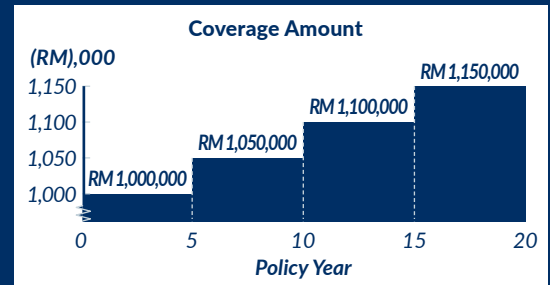 Coverage Amount
(RM),000
RM 1,150,000
1,150
RM 1,100,000
1,100
RM 1,050,000
1,050
RM 1,000,000
1,000
0 5 10 15 20
Policy Year